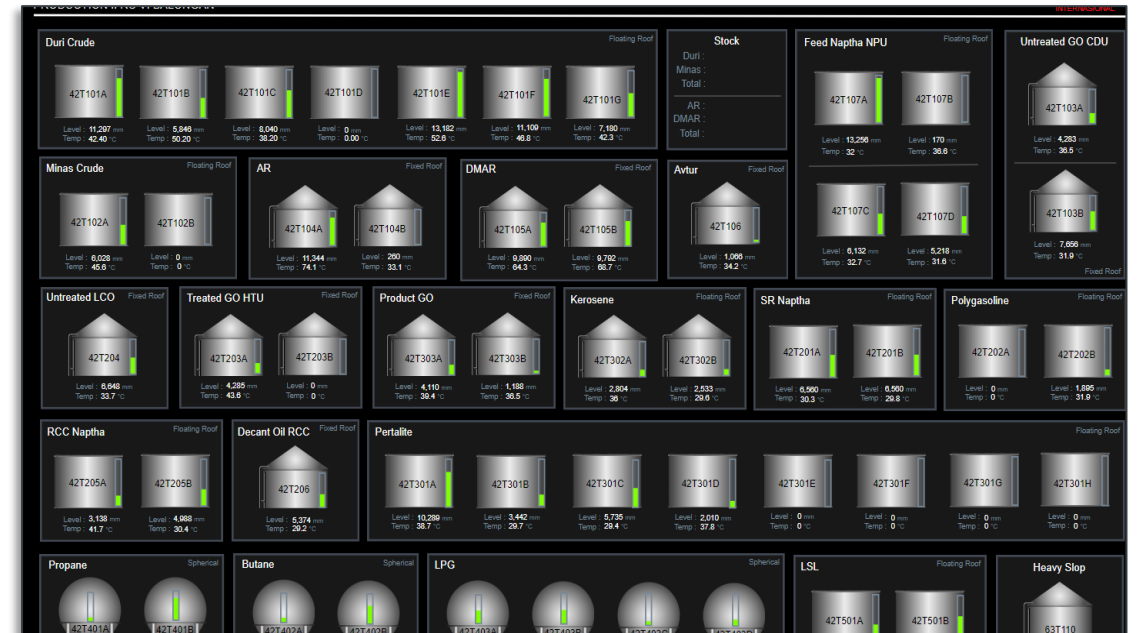 INTERNASIONAL
Duri Crude Floating Roof
42T101A 42T101B 42T101C 42T101D 42T101E 42T101F 42T101G
Level : 11,297 mm Level : 5,846 mm Level : 8,040 mm Level : 0 mm Level : 13,182 mm Level : 11,109 mm Level : 7,180 mm
Temp : 42.40 °C Temp : 50.20 °C Temp : 38.20 °C Temp : 0.00 °C Temp : 52.6 °C Temp : 46.8 °C Temp : 42.3 °C
Stock
Duri :
Minas :
Total :
AR :
DMAR :
Total :
Feed Naptha NPU Floating Roof
42T107A 42T107B
Level : 13,256 mm Level : 170 mm
Temp : 32 °C Temp : 36.6 °C
42T107C 42T107D
Level : 6,132 mm Level : 5,218 mm
Temp : 32.7 °C Temp : 31.6 °C
Untreated GO CDU
42T103A
Level : 4,283 mm
Temp : 36.5 °C
42T103B
Level : 7,656 mm
Temp : 31.9 °C
Fixed Roof
Minas Crude Floating Roof
42T102A 42T102B
Level : 6,028 mm Level : 0 mm
Temp : 45.6 °C Temp : 0 °C
AR Fixed Roof
42T104A 42T104B
Level : 11,344 mm Level : 260 mm
Temp : 74.1 °C Temp : 33.1 °C
DMAR Fixed Roof
42T105A 42T105B
Level : 9,890 mm Level : 9,792 mm
Temp : 64.3 °C Temp : 68.7 °C
Avtur Fixed Roof
42T106
Level : 1,066 mm
Temp : 34.2 °C
Untreated LCO Fixed Roof
42T204
Level : 6,648 mm
Temp : 33.7 °C
Treated GO HTU Fixed Roof
42T203A 42T203B
Level : 4,285 mm Level : 0 mm
Temp : 43.6 °C Temp : 0 °C
Product GO Fixed Roof
42T303A 42T303B
Level : 4,110 mm Level : 1,188 mm
Temp : 39.4 °C Temp : 36.5 °C
Kerosene Floating Roof
42T302A 42T302B
Level : 2,804 mm Level : 2,533 mm
Temp : 36 °C Temp : 29.6 °C
SR Naptha Floating Roof
42T201A 42T201B
Level : 6,560 mm Level : 6,560 mm
Temp : 30.3 °C Temp : 29.8 °C
Polygasoline Floating Roof
42T202A 42T202B
Level : 0 mm Level : 1,895 mm
Temp : 0 °C Temp : 31.9 °C
RCC Naptha Floating Roof
42T205A 42T205B
Level : 3,138 mm Level : 4,988 mm
Temp : 41.7 °C Temp : 30.4 °C
Decant Oil RCC Fixed Roof
42T206
Level : 5,374 mm
Temp : 29.2 °C
Pertalite Floating Roof
42T301A 42T301B 42T301C 42T301D 42T301E 42T301F 42T301G 42T301H
Level : 10,289 mm Level : 3,442 mm Level : 5,735 mm Level : 2,010 mm Level : 0 mm Level : 0 mm Level : 0 mm Level : 0 mm
Temp : 38.7 °C Temp : 29.7 °C Temp : 29.4 °C Temp : 37.8 °C Temp : 0 °C Temp : 0 °C Temp : 0 °C Temp : 0 °C
Propane Spherical
42T401A 42T401B
Butane Spherical
42T402A 42T402B
LPG Spherical
42T403A 42T403B 42T403C 42T403D
LSL Floating Roof
42T501A 42T501B
Heavy Slop
63T110